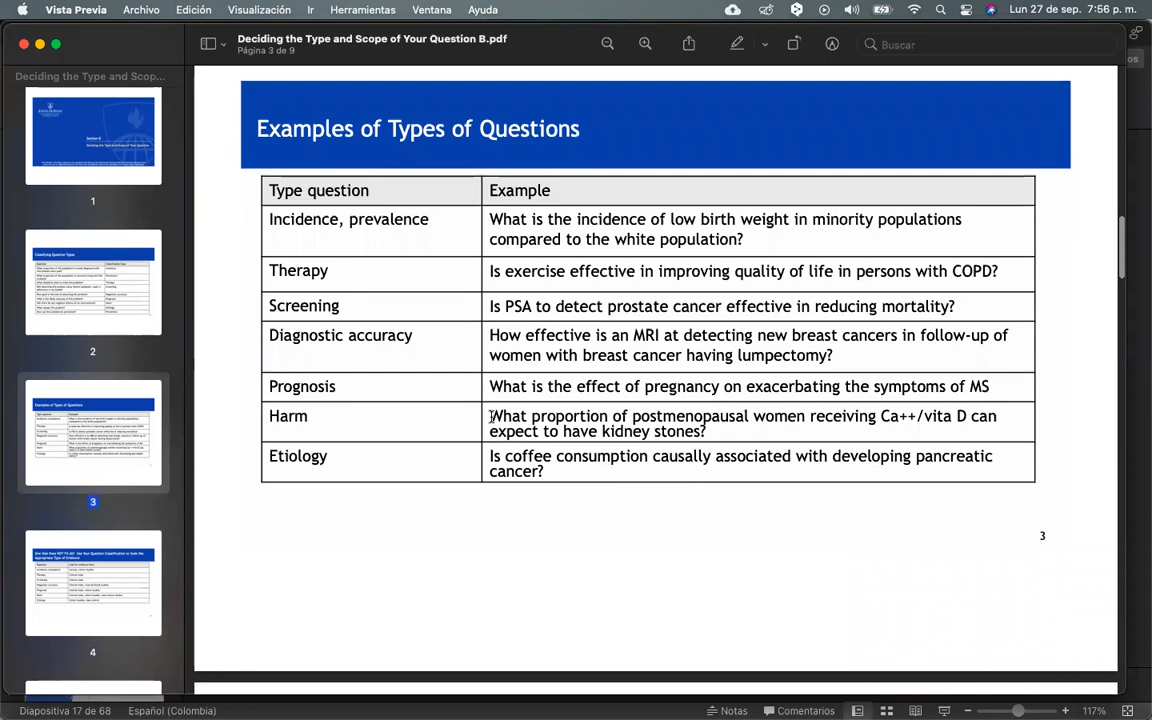 Vista Previa Archivo Edición Visualización Ir Herramientas Ventana Ayuda Lun 27 de sep. 7:56 p. m.
Deciding the Type and Scope of Your Question B.pdf
Página 3 de 9
Buscar
Deciding the Type and Scop...
os
1
2
3
4
Examples of Types of Questions
Type question Example
Incidence, prevalence What is the incidence of low birth weight in minority populations
compared to the white population?
Therapy Is exercise effective in improving quality of life in persons with COPD?
Screening Is PSA to detect prostate cancer effective in reducing mortality?
Diagnostic accuracy How effective is an MRI at detecting new breast cancers in follow-up of
women with breast cancer having lumpectomy?
Prognosis What is the effect of pregnancy on exacerbating the symptoms of MS
Harm What proportion of postmenopausal women receiving Ca++/vita D can
expect to have kidney stones?
Etiology Is coffee consumption causally associated with developing pancreatic
cancer?
3
Diapositiva 17 de 68 Español (Colombia) Notas Comentarios 117%